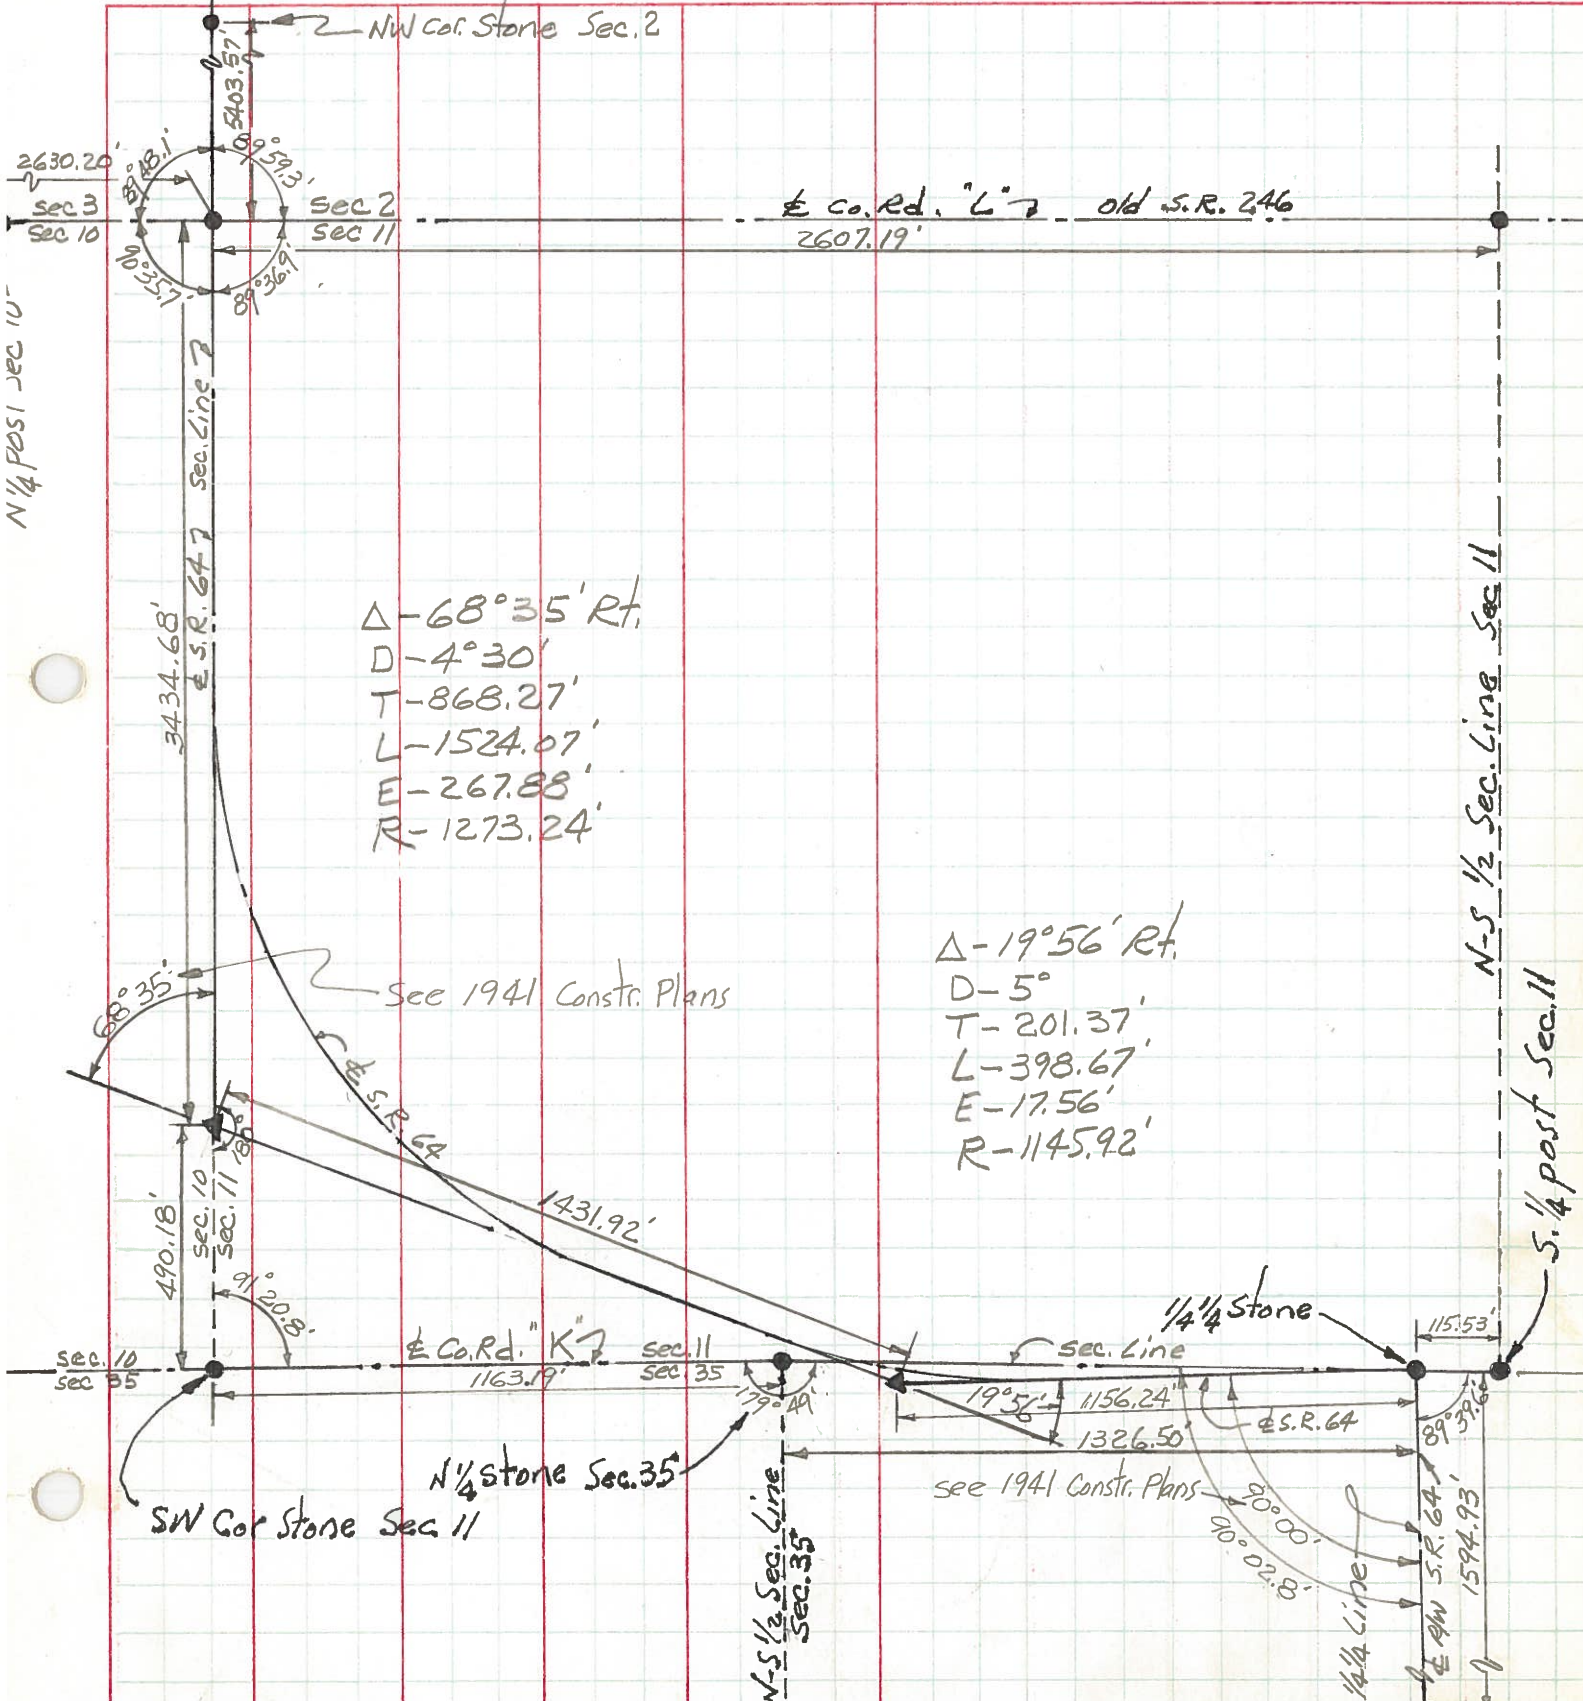 NW Cor. Stone Sec. 2
5403.57'
2630.20'
89°48.1'
89°59.3'
sec 3
sec 10
sec 2
sec 11
℄ Co. Rd. "L" old S.R. 246
2607.19'
90°35.7'
89°36.9'
N 1/4 post sec 10
℄ S.R. 64 sec. Line
3434.68'
Δ-68°35' Rt.
D-4°30'
T-868.27'
L-1524.07'
E-267.88'
R-1273.24'
N-S 1/2 Sec. Line Sec 11
Δ-19°56' Rt.
D-5°
T-201.37'
L-398.67'
E-17.56'
R-1145.92'
68°35'
See 1941 Constr. Plans
℄ S.R. 64
180°
1431.92'
sec. 10
sec. 11
490.18'
91°20.8'
S. 1/4 post Sec. 11
1/4 1/4 Stone
115.53'
sec. 10
sec 35
℄ Co. Rd. "K"
sec. 11
sec 35
sec. Line
1163.19'
179°49'
19°56'
1156.24'
℄ S.R. 64
89°39.6'
1326.50'
N 1/4 Stone Sec. 35
see 1941 Constr. Plans
90°00'
90°02.8'
SW Cor Stone Sec 11
N-S 1/2 Sec. Line
Sec. 35
1/4 1/4 Line
℄ R/W S.R. 64
1594.93'